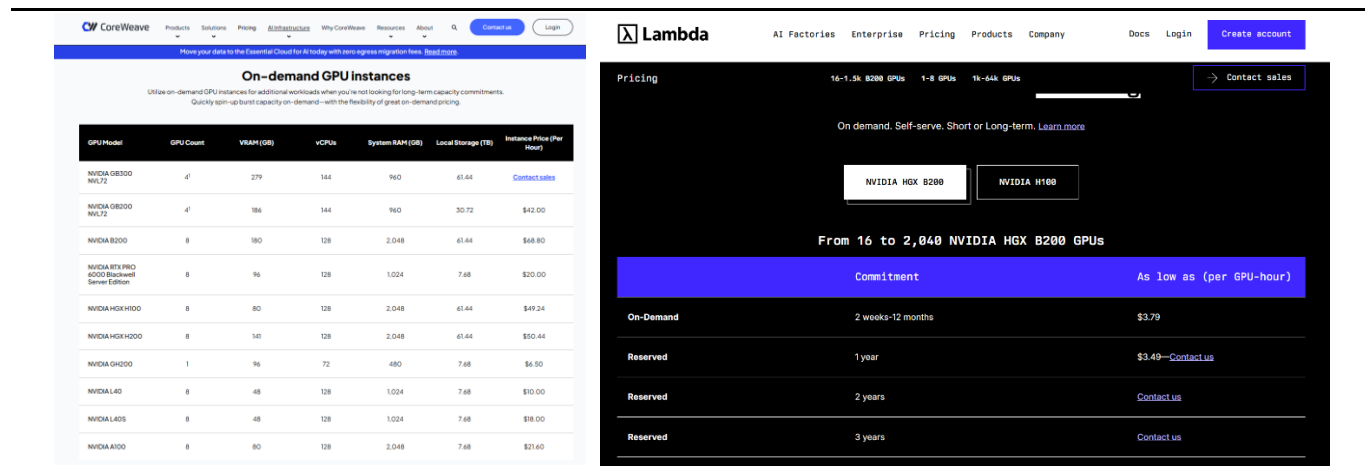 CoreWeave
Products Solutions Pricing AI Infrastructure Why CoreWeave Resources About Contact us Login
Move your data to the Essential Cloud for AI today with zero egress migration fees. Read more.
On-demand GPU instances
Utilize on-demand GPU instances for additional workloads when you're not looking for long-term capacity commitments.
Quickly spin-up burst capacity on-demand—with the flexibility of great on-demand pricing.
GPU Model GPU Count VRAM (GB) vCPUs System RAM (GB) Local Storage (TB) Instance Price (Per
Hour)
NVIDIA GB300
NVL72 4¹ 279 144 960 61.44 Contact sales
NVIDIA GB200
NVL72 4¹ 186 144 960 30.72 $42.00
NVIDIA B200 8 180 128 2,048 61.44 $68.80
NVIDIA RTX PRO
6000 Blackwell
Server Edition 8 96 128 1,024 7.68 $20.00
NVIDIA HGX H100 8 80 128 2,048 61.44 $49.24
NVIDIA HGX H200 8 141 128 2,048 61.44 $50.44
NVIDIA GH200 1 96 72 480 7.68 $6.50
NVIDIA L40 8 48 128 1,024 7.68 $10.00
NVIDIA L40S 8 48 128 1,024 7.68 $18.00
NVIDIA A100 8 80 128 2,048 7.68 $21.60
Lambda
AI Factories Enterprise Pricing Products Company Docs Login Create account
Pricing 16-1.5k B200 GPUs 1-8 GPUs 1k-64k GPUs → Contact sales
On demand. Self-serve. Short or Long-term. Learn more
NVIDIA HGX B200 NVIDIA H100
From 16 to 2,040 NVIDIA HGX B200 GPUs
Commitment As low as (per GPU-hour)
On-Demand 2 weeks-12 months $3.79
Reserved 1 year $3.49—Contact us
Reserved 2 years Contact us
Reserved 3 years Contact us